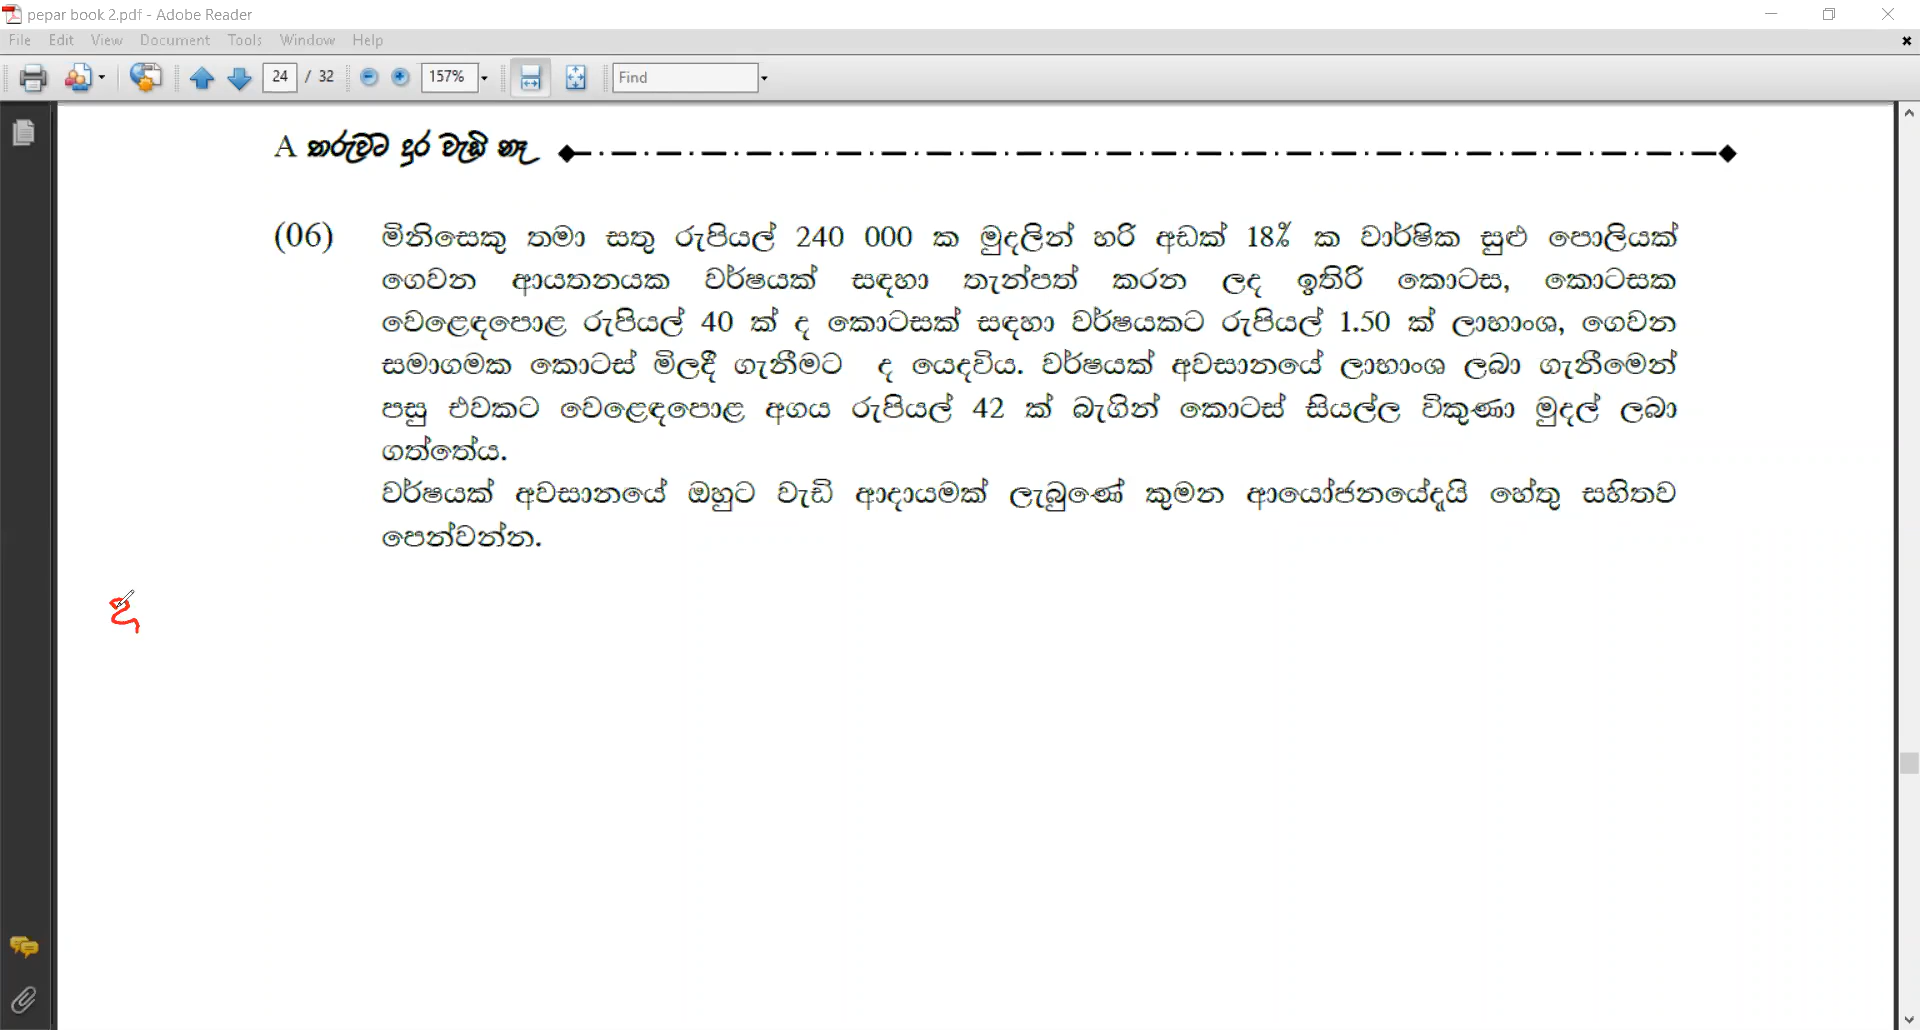 pepar book 2.pdf - Adobe Reader
File Edit View Document Tools Window Help
24 / 32 157% Find
A තරුවට දුර වැඩි නෑ
(06) මිනිසෙකු තමා සතු රුපියල් 240 000 ක මුදලින් හරි අඩක් 18% ක වාර්ෂික සුළු පොලියක්
ගෙවන ආයතනයක වර්ෂයක් සඳහා තැන්පත් කරන ලද ඉතිරි කොටස, කොටසක
වෙළෙඳපොළ රුපියල් 40 ක් ද කොටසක් සඳහා වර්ෂයකට රුපියල් 1.50 ක් ලාභාංශ, ගෙවන
සමාගමක කොටස් මිලදී ගැනීමට ද යෙදවිය. වර්ෂයක් අවසානයේ ලාභාංශ ලබා ගැනීමෙන්
පසු එවකට වෙළෙඳපොළ අගය රුපියල් 42 ක් බැගින් කොටස් සියල්ල විකුණා මුදල් ලබා
ගත්තේය.
වර්ෂයක් අවසානයේ ඔහුට වැඩි ආදායමක් ලැබුණේ කුමන ආයෝජනයේදැයි හේතු සහිතව
පෙන්වන්න.